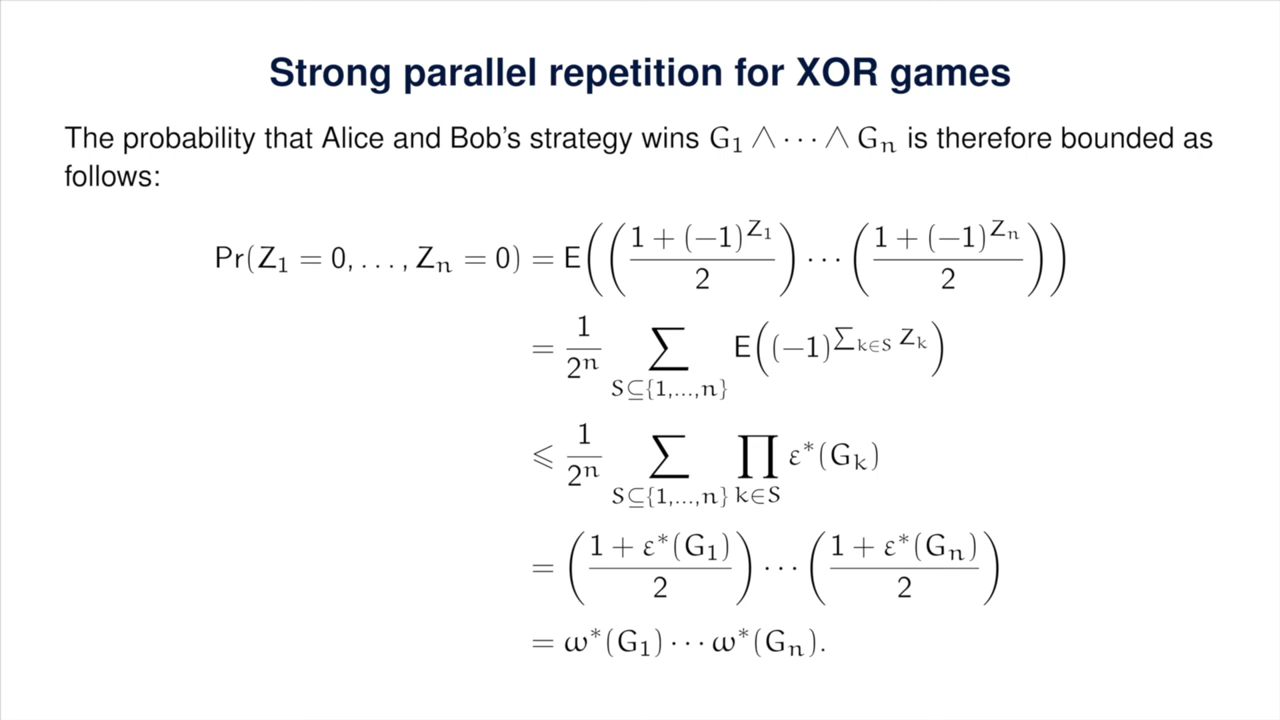 Strong parallel repetition for XOR games
The probability that Alice and Bob's strategy wins G₁ ∧ ··· ∧ Gₙ is therefore bounded as
follows:
Pr(Z₁ = 0, . . . , Zₙ = 0) = E(((1 + (−1)^{Z₁})/2) ··· ((1 + (−1)^{Zₙ})/2))
= 1/2ⁿ ∑_{S⊆{1,...,n}} E((−1)^{∑_{k∈S} Z_k})
⩽ 1/2ⁿ ∑_{S⊆{1,...,n}} ∏_{k∈S} ε*(G_k)
= ((1 + ε*(G₁))/2) ··· ((1 + ε*(Gₙ))/2)
= ω*(G₁) ··· ω*(Gₙ).